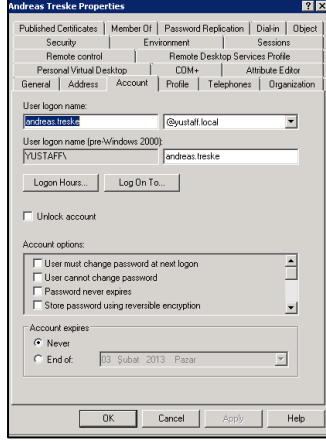 Andreas Treske Properties
Published Certificates Member Of Password Replication Dial-in Object
Security Environment Sessions
Remote control Remote Desktop Services Profile
Personal Virtual Desktop COM+ Attribute Editor
General Address Account Profile Telephones Organization
User logon name:
andreas.treske @yustaff.local
User logon name (pre-Windows 2000):
YUSTAFF\ andreas.treske
Logon Hours... Log On To...
Unlock account
Account options:
User must change password at next logon
User cannot change password
Password never expires
Store password using reversible encryption
Account expires
Never
End of: 03 Şubat 2013 Pazar
OK Cancel Apply Help